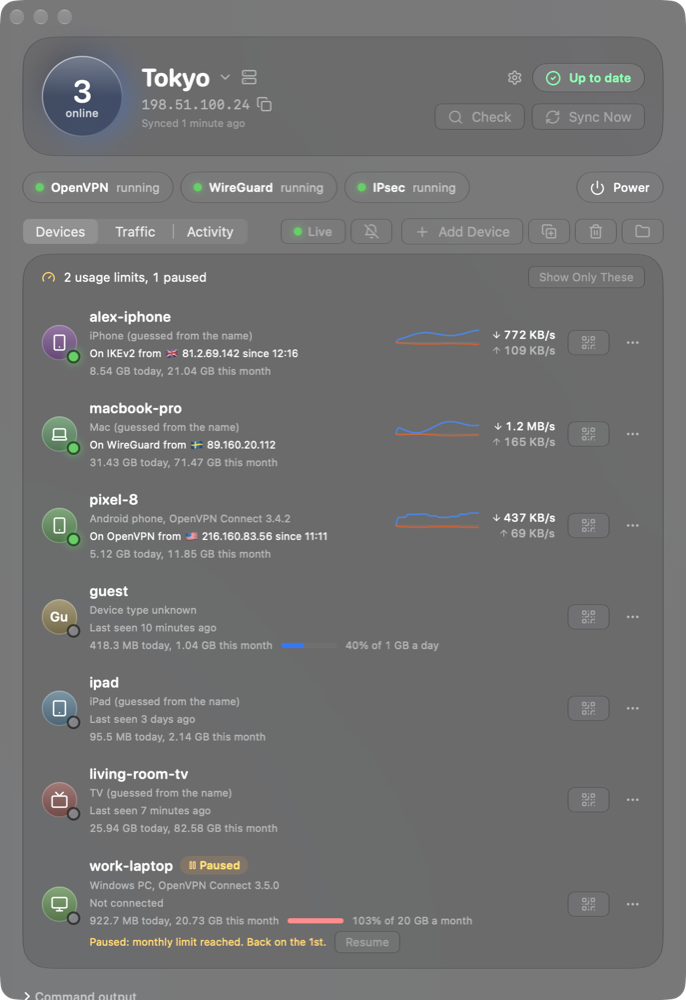 3
online
Tokyo
198.51.100.24
Synced 1 minute ago
Up to date
Check
Sync Now
OpenVPN running
WireGuard running
IPsec running
Power
Devices
Traffic
Activity
Live
Add Device
2 usage limits, 1 paused
Show Only These
alex-iphone
iPhone (guessed from the name)
On IKEv2 from 🇬🇧 81.2.69.142 since 12:16
8.54 GB today, 21.04 GB this month
↓ 772 KB/s
↑ 109 KB/s
macbook-pro
Mac (guessed from the name)
On WireGuard from 🇸🇪 89.160.20.112
31.43 GB today, 71.47 GB this month
↓ 1.2 MB/s
↑ 165 KB/s
pixel-8
Android phone, OpenVPN Connect 3.4.2
On OpenVPN from 🇺🇸 216.160.83.56 since 11:11
5.12 GB today, 11.85 GB this month
↓ 437 KB/s
↑ 69 KB/s
Gu
guest
Device type unknown
Last seen 10 minutes ago
418.3 MB today, 1.04 GB this month
40% of 1 GB a day
ipad
iPad (guessed from the name)
Last seen 3 days ago
95.5 MB today, 2.14 GB this month
living-room-tv
TV (guessed from the name)
Last seen 7 minutes ago
25.94 GB today, 82.58 GB this month
work-laptop
Paused
Windows PC, OpenVPN Connect 3.5.0
Not connected
922.7 MB today, 20.73 GB this month
103% of 20 GB a month
Paused: monthly limit reached. Back on the 1st.
Resume
Command output